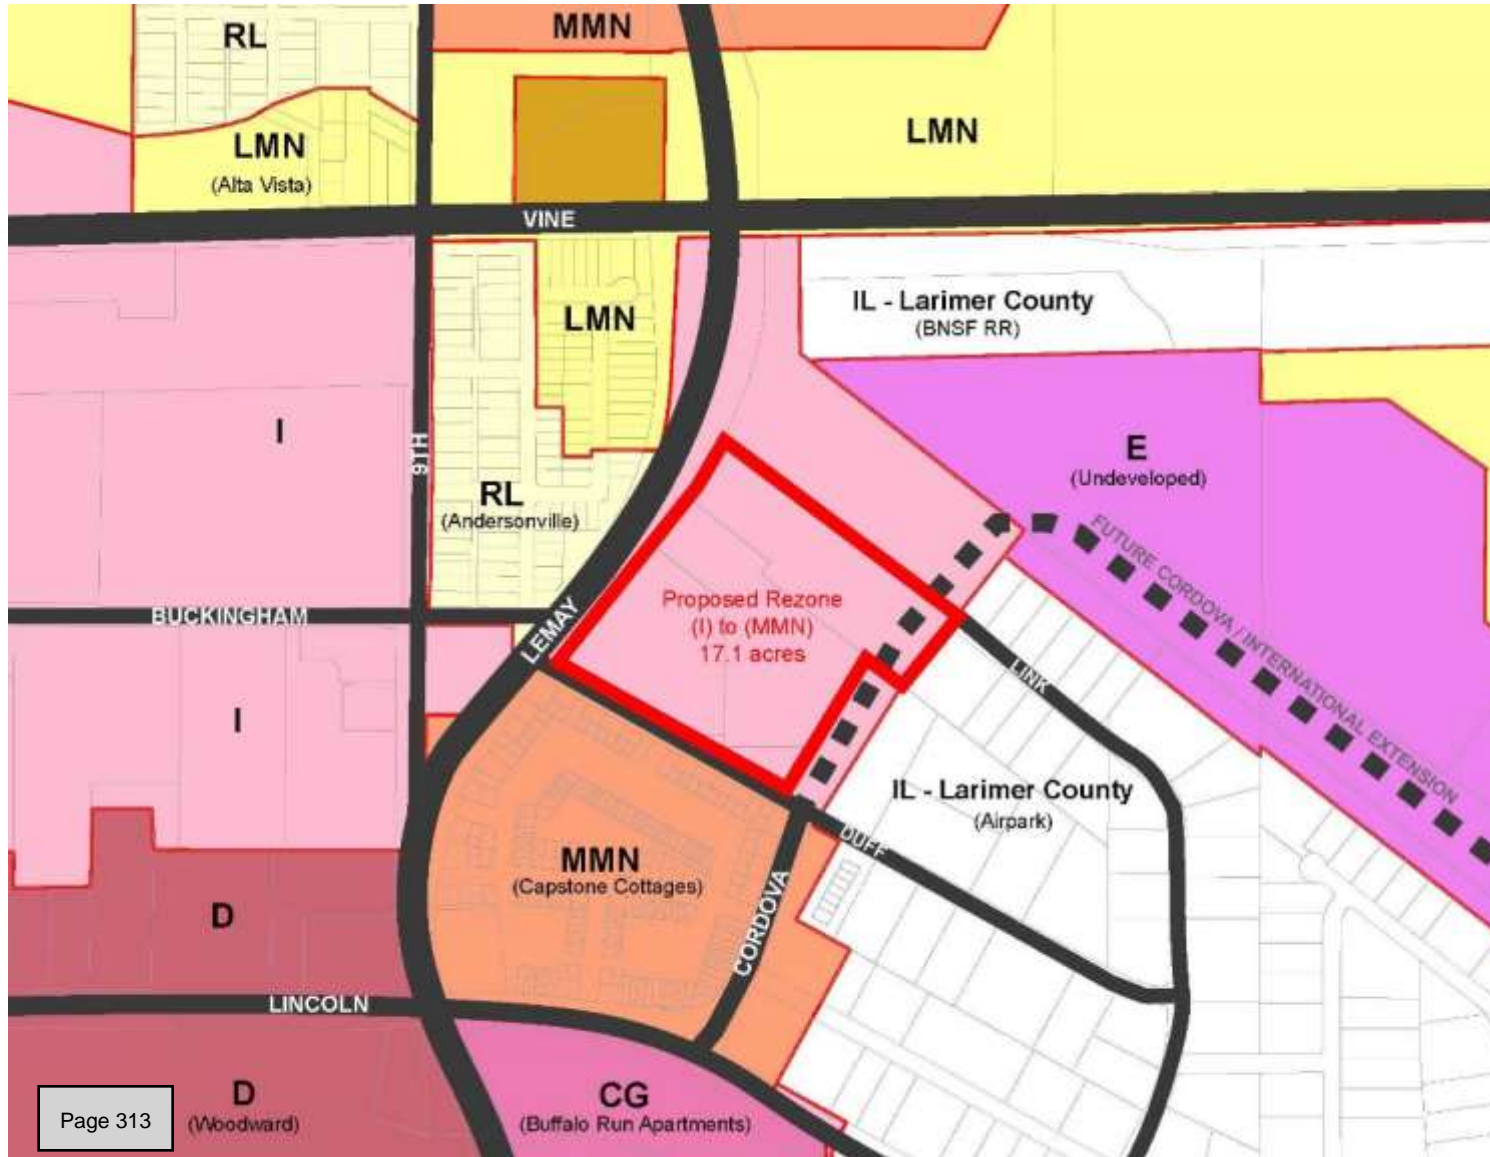 MMN
RL
LMN
LMN
(Alta Vista)
VINE
IL - Larimer County
(BNSF RR)
LMN
I
9TH
E
(Undeveloped)
RL
(Andersonville)
FUTURE CORDOVA / INTERNATIONAL EXTENSION
Proposed Rezone
(I) to (MMN)
17.1 acres
BUCKINGHAM
LEMAY
LINK
I
IL - Larimer County
(Airpark)
DUFF
MMN
(Capstone Cottages)
CORDOVA
D
LINCOLN
D
(Woodward)
CG
(Buffalo Run Apartments)
Page 313